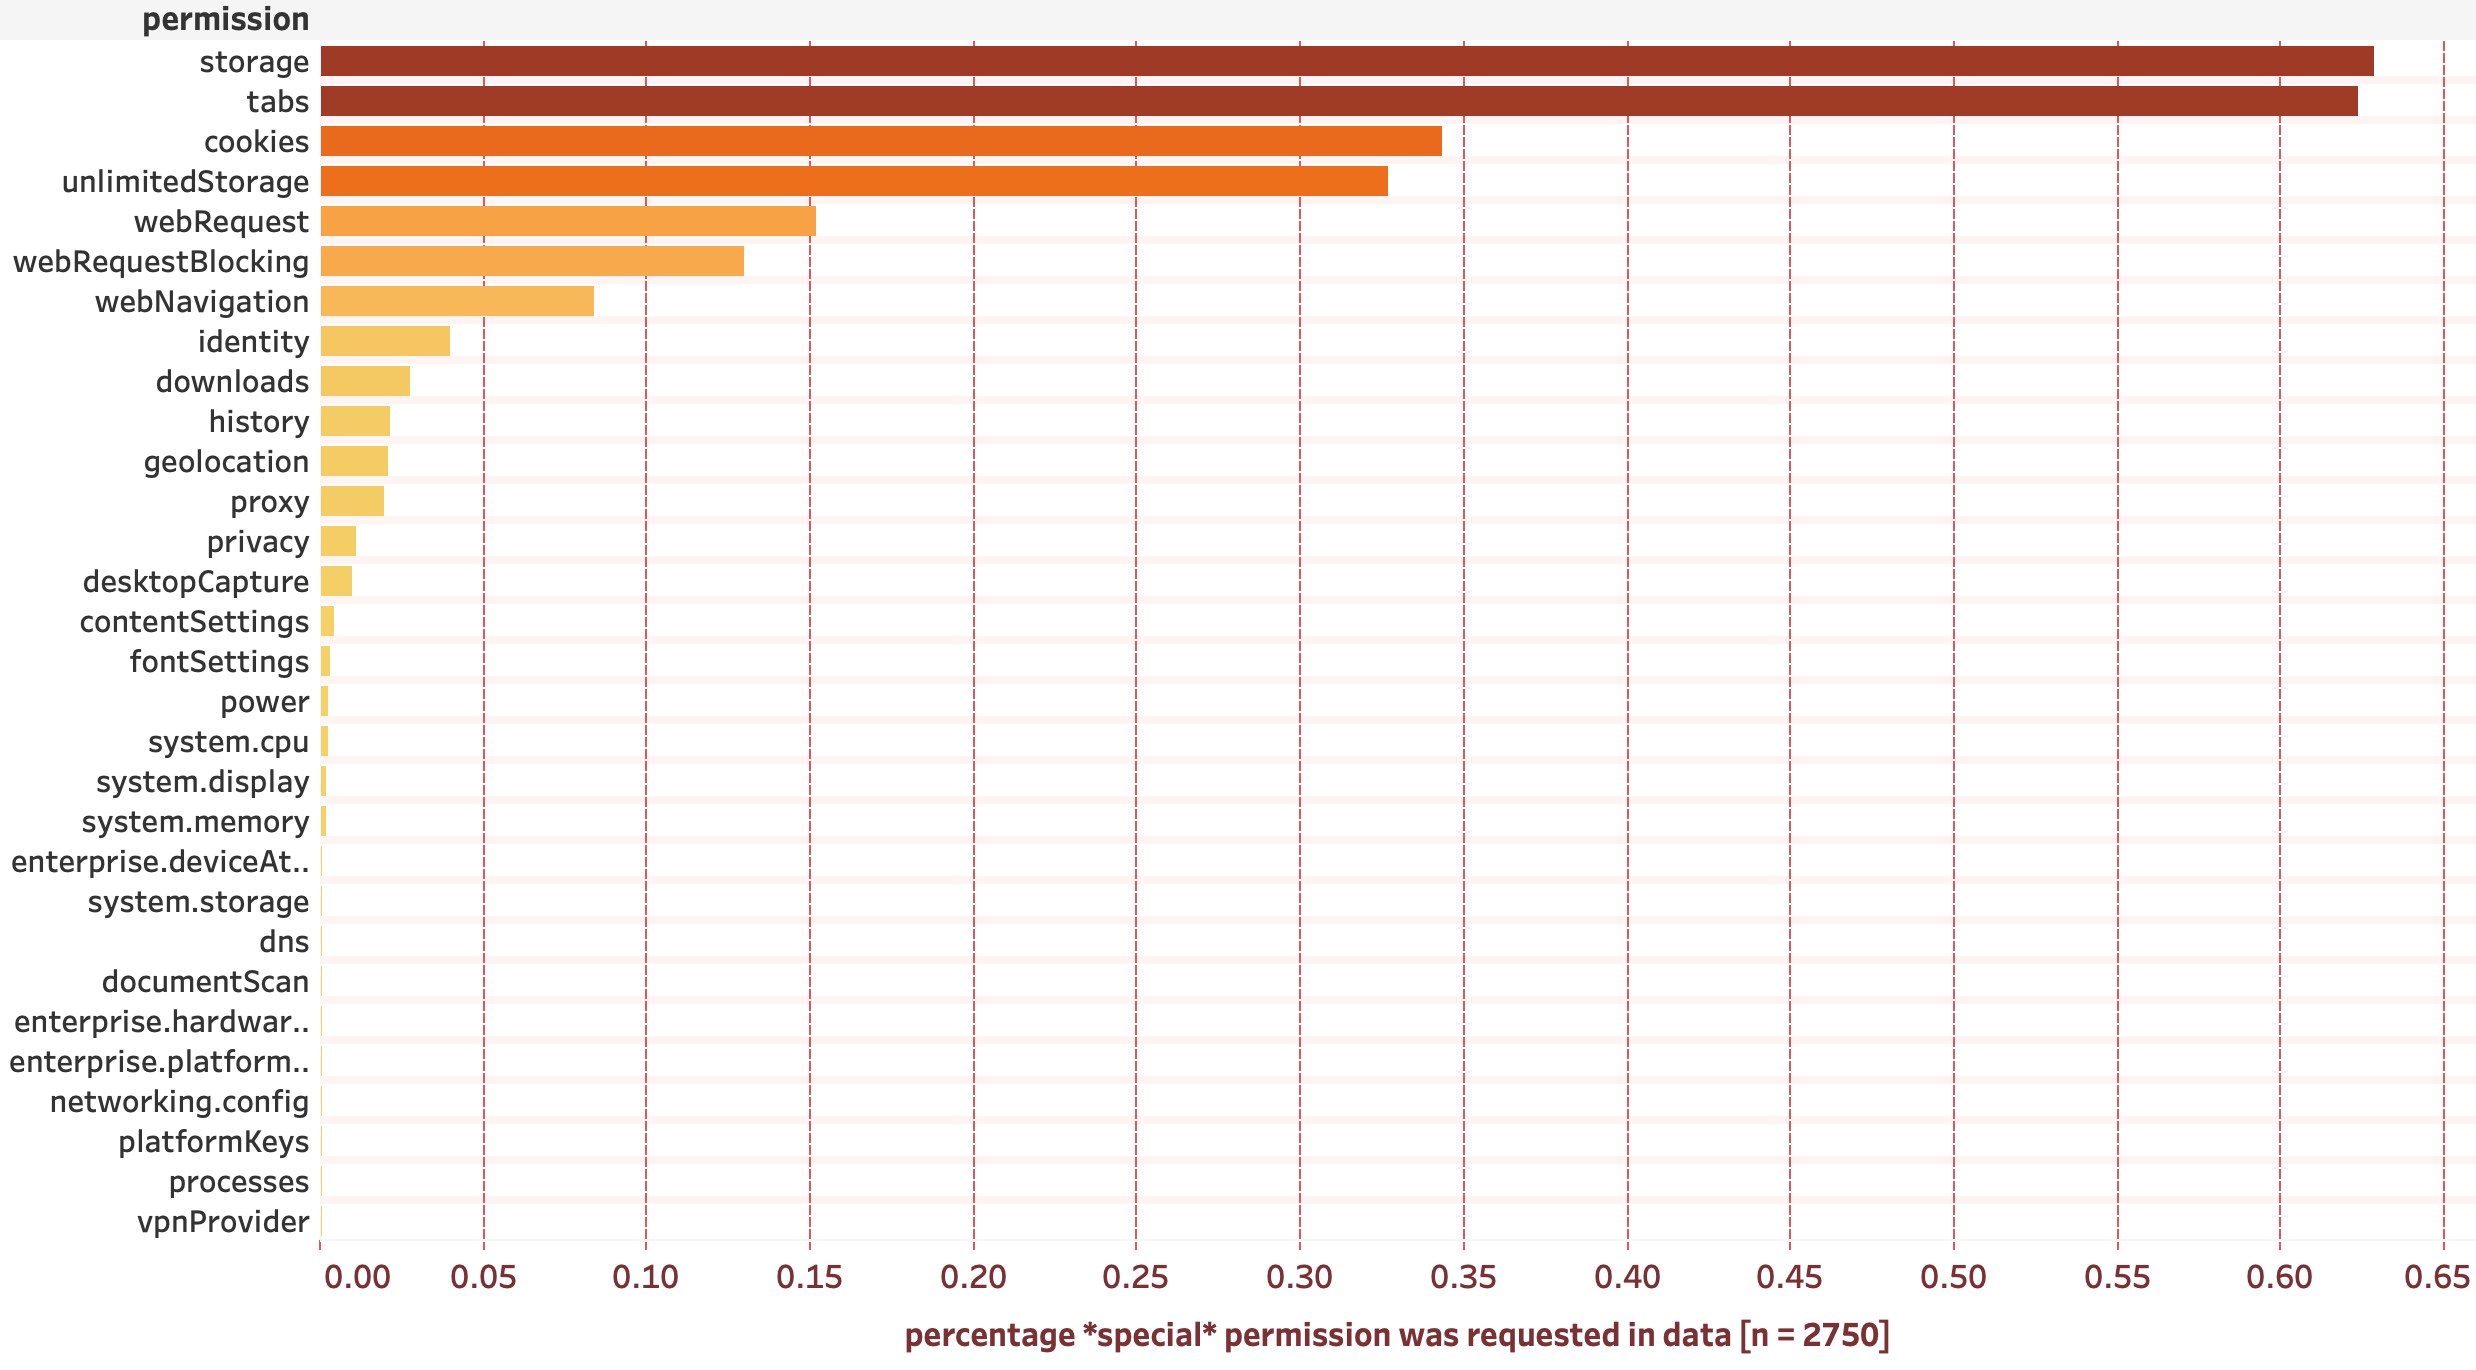 permission
storage
tabs
cookies
unlimitedStorage
webRequest
webRequestBlocking
webNavigation
identity
downloads
history
geolocation
proxy
privacy
desktopCapture
contentSettings
fontSettings
power
system.cpu
system.display
system.memory
enterprise.deviceAt..
system.storage
dns
documentScan
enterprise.hardwar..
enterprise.platform..
networking.config
platformKeys
processes
vpnProvider
0.00 0.05 0.10 0.15 0.20 0.25 0.30 0.35 0.40 0.45 0.50 0.55 0.60 0.65
percentage *special* permission was requested in data [n = 2750]